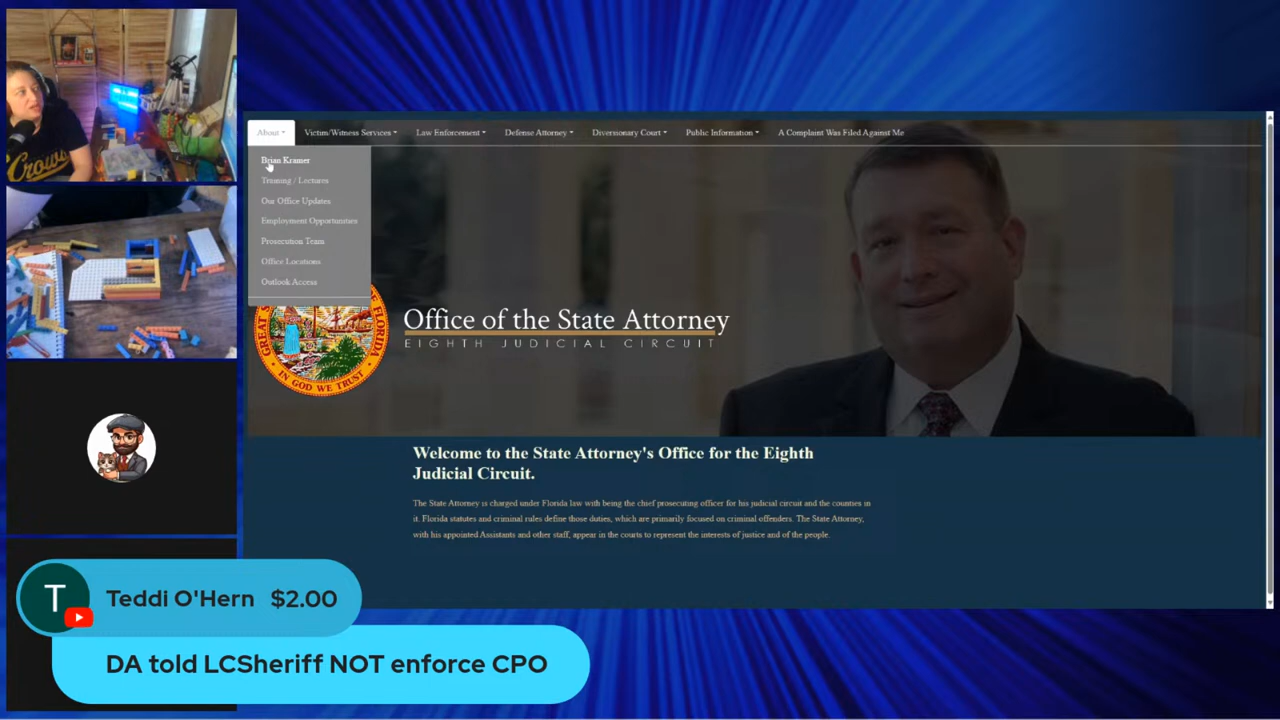 Crows
About
Victim/Witness Services
Law Enforcement
Defense Attorney
Diversionary Court
Public Information
A Complaint Was Filed Against Me
Brian Kramer
Training / Lectures
Our Office Updates
Employment Opportunities
Prosecution Team
Office Locations
Outlook Access
GREAT
FLORIDA
IN GOD WE TRUST
Office of the State Attorney
EIGHTH JUDICIAL CIRCUIT
Welcome to the State Attorney's Office for the Eighth
Judicial Circuit.
The State Attorney is charged under Florida law with being the chief prosecuting officer for his judicial circuit and the counties in
it. Florida statutes and criminal rules define those duties, which are primarily focused on criminal offenders. The State Attorney,
with his appointed Assistants and other staff, appear in the courts to represent the interests of justice and of the people.
T
Teddi O'Hern $2.00
DA told LCSheriff NOT enforce CPO